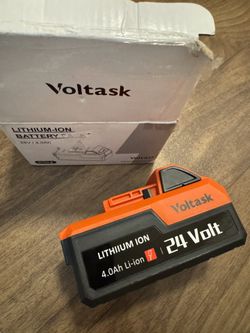 Voltask
LITHIUM-ION
BATTERY
Voltask
LITHIUM ION
4.0Ah Li-ion
24 Volt